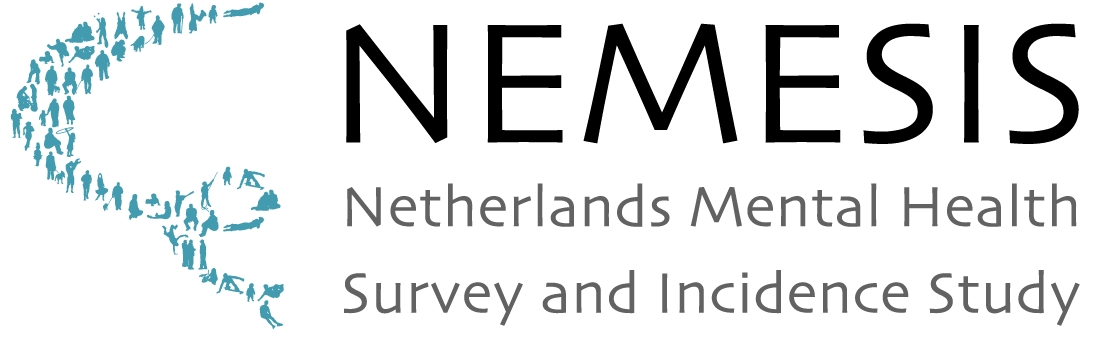 NEMESIS
Netherlands Mental Health
Survey and Incidence Study